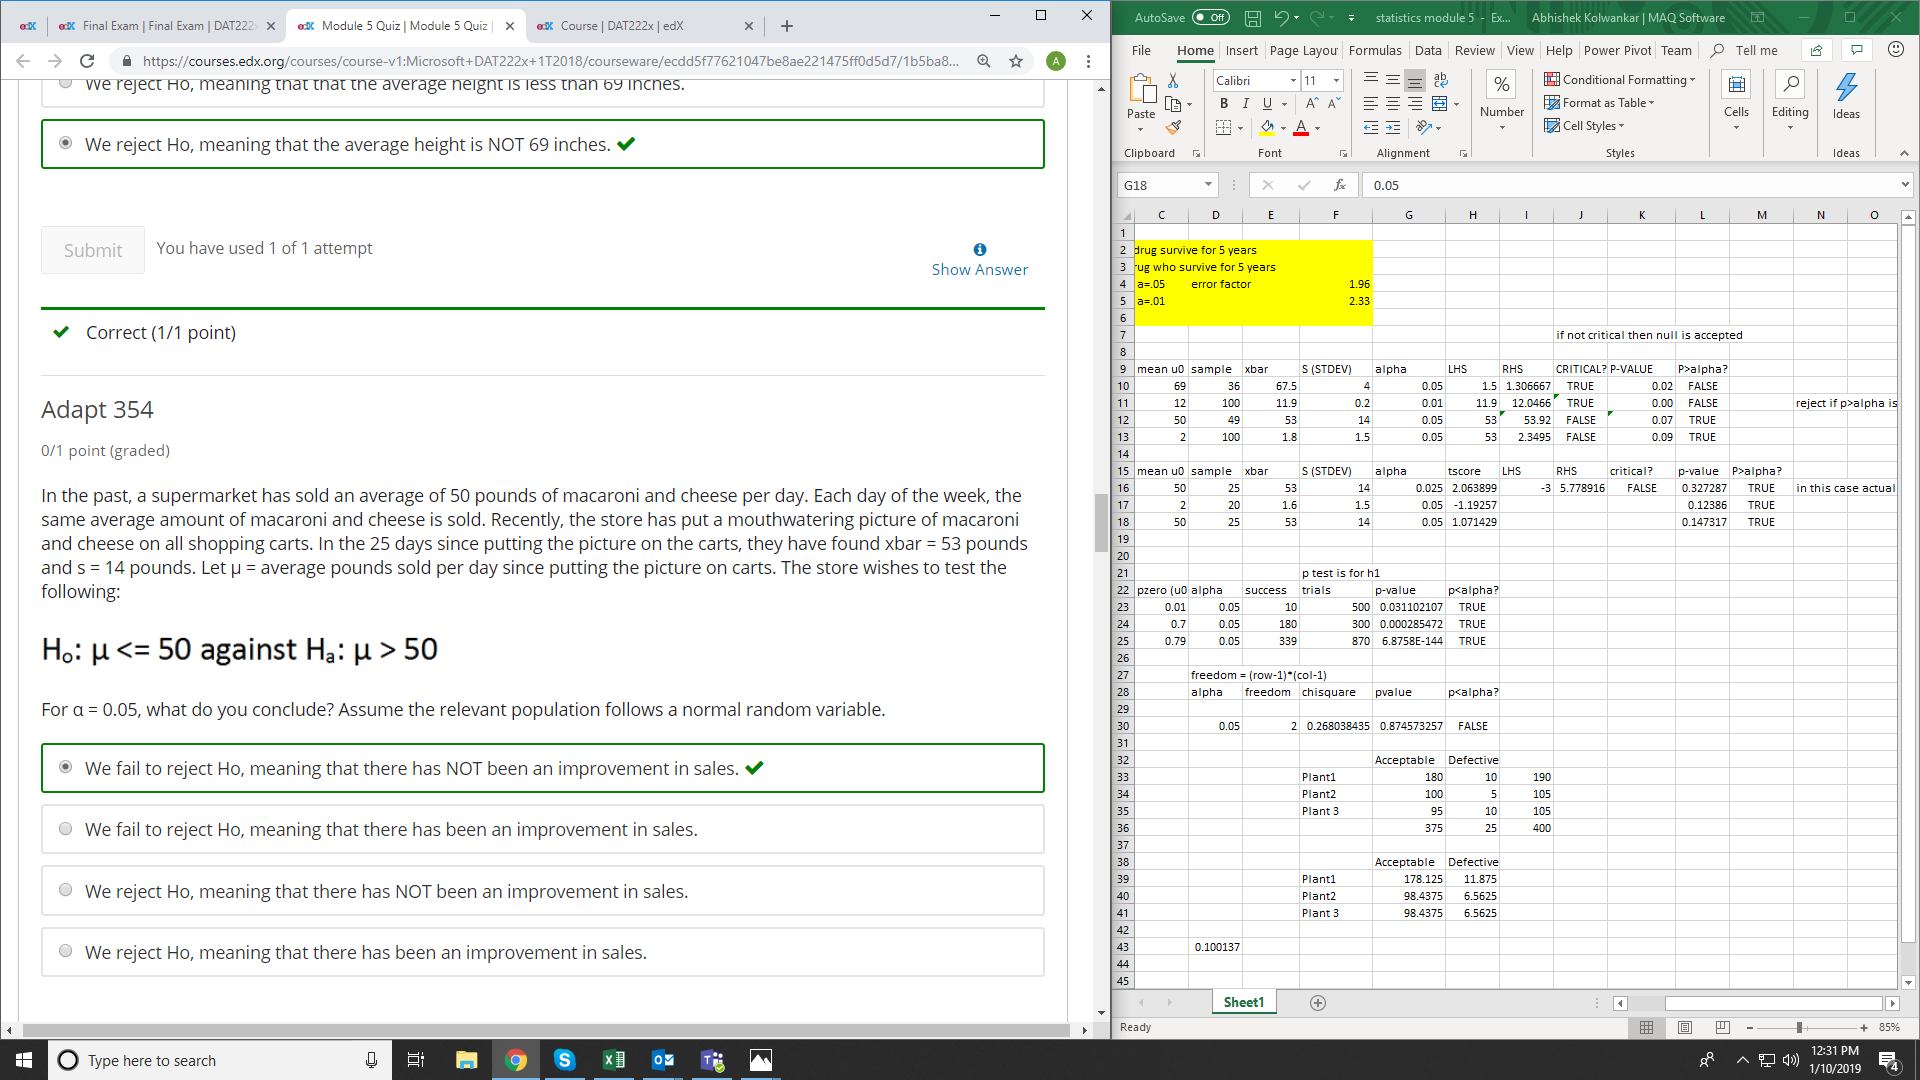 Final Exam | Final Exam | DAT222
Module 5 Quiz | Module 5 Quiz |
Course | DAT222x | edX
https://courses.edx.org/courses/course-v1:Microsoft+DAT222x+1T2018/courseware/ecdd5f77621047be8ae221475ff0d5d7/1b5ba8...
A
We reject Ho, meaning that that the average height is less than 69 inches.
We reject Ho, meaning that the average height is NOT 69 inches.
Submit
You have used 1 of 1 attempt
Show Answer
Correct (1/1 point)
Adapt 354
0/1 point (graded)
In the past, a supermarket has sold an average of 50 pounds of macaroni and cheese per day. Each day of the week, the
same average amount of macaroni and cheese is sold. Recently, the store has put a mouthwatering picture of macaroni
and cheese on all shopping carts. In the 25 days since putting the picture on the carts, they have found xbar = 53 pounds
and s = 14 pounds. Let μ = average pounds sold per day since putting the picture on carts. The store wishes to test the
following:
Ho: μ <= 50 against Ha: μ > 50
For α = 0.05, what do you conclude? Assume the relevant population follows a normal random variable.
We fail to reject Ho, meaning that there has NOT been an improvement in sales.
We fail to reject Ho, meaning that there has been an improvement in sales.
We reject Ho, meaning that there has NOT been an improvement in sales.
We reject Ho, meaning that there has been an improvement in sales.
AutoSave Off statistics module 5 - Ex... Abhishek Kolwankar | MAQ Software
File Home Insert Page Layou Formulas Data Review View Help Power Pivot Team Tell me
Calibri 11
Paste B I U A A Number Conditional Formatting Format as Table Cell Styles Cells Editing Ideas
Clipboard Font Alignment Styles Ideas
G18 fx 0.05
C D E F G H I J K L M N O
1
2 drug survive for 5 years
3 rug who survive for 5 years
4 a=.05 error factor 1.96
5 a=.01 2.33
6
7 if not critical then null is accepted
8
9 mean u0 sample xbar S (STDEV) alpha LHS RHS CRITICAL? P-VALUE P>alpha?
10 69 36 67.5 4 0.05 1.5 1.306667 TRUE 0.02 FALSE
11 12 100 11.9 0.2 0.01 11.9 12.0466 TRUE 0.00 FALSE reject if p>alpha is
12 50 49 53 14 0.05 53 53.92 FALSE 0.07 TRUE
13 2 100 1.8 1.5 0.05 53 2.3495 FALSE 0.09 TRUE
14
15 mean u0 sample xbar S (STDEV) alpha tscore LHS RHS critical? p-value P>alpha?
16 50 25 53 14 0.025 2.063899 -3 5.778916 FALSE 0.327287 TRUE in this case actual
17 2 20 1.6 1.5 0.05 -1.19257 0.12386 TRUE
18 50 25 53 14 0.05 1.071429 0.147317 TRUE
19
20
21 p test is for h1
22 pzero (u0 alpha success trials p-value p<alpha?
23 0.01 0.05 10 500 0.031102107 TRUE
24 0.7 0.05 180 300 0.000285472 TRUE
25 0.79 0.05 339 870 6.8758E-144 TRUE
26
27 freedom = (row-1)*(col-1)
28 alpha freedom chisquare pvalue p<alpha?
29
30 0.05 2 0.268038435 0.874573257 FALSE
31
32 Acceptable Defective
33 Plant1 180 10 190
34 Plant2 100 5 105
35 Plant 3 95 10 105
36 375 25 400
37
38 Acceptable Defective
39 Plant1 178.125 11.875
40 Plant2 98.4375 6.5625
41 Plant 3 98.4375 6.5625
42
43 0.100137
44
45
Sheet1
Ready 85%
Type here to search
12:31 PM
1/10/2019
4